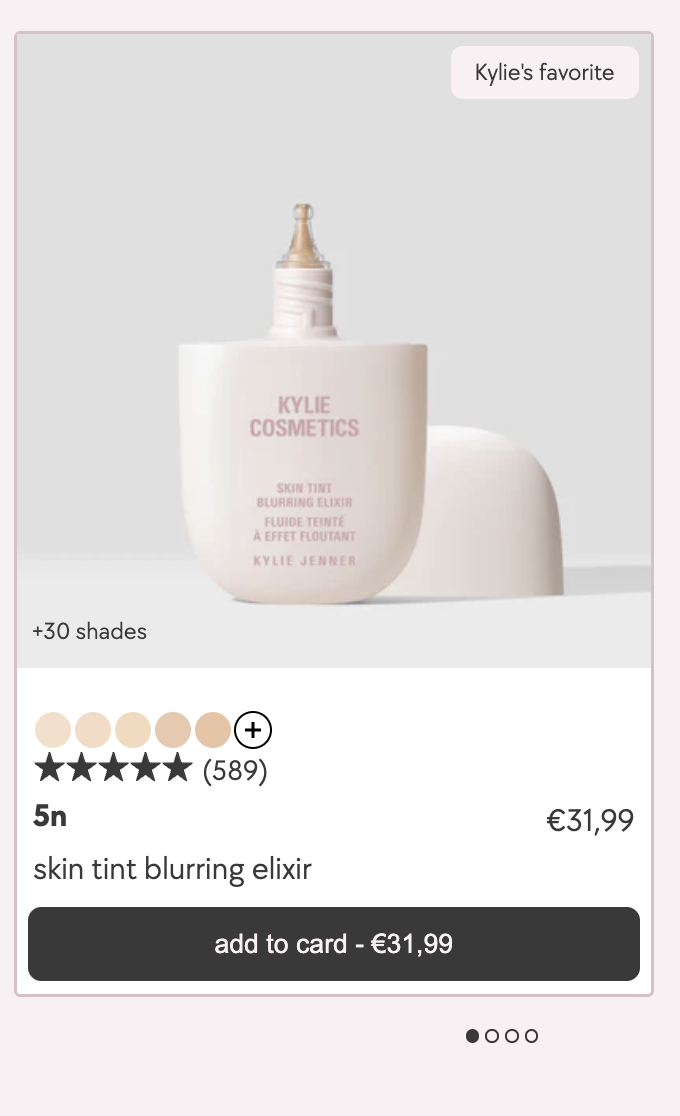 Kylie's favorite
KYLIE
COSMETICS
SKIN TINT
BLURRING ELIXIR
FLUIDE TEINTÉ
À EFFET FLOUTANT
KYLIE JENNER
+30 shades
(589)
5n
€31,99
skin tint blurring elixir
add to card - €31,99